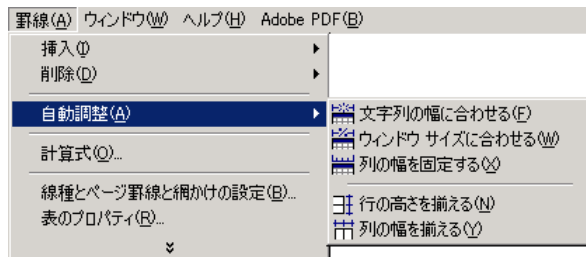 罫線(A) ウィンドウ(W) ヘルプ(H) Adobe PDF(B)
挿入(I)
削除(D)
自動調整(A)
文字列の幅に合わせる(F)
ウィンドウ サイズに合わせる(W)
列の幅を固定する(X)
行の高さを揃える(N)
列の幅を揃える(Y)
計算式(O)...
線種とページ罫線と網かけの設定(B)...
表のプロパティ(R)...